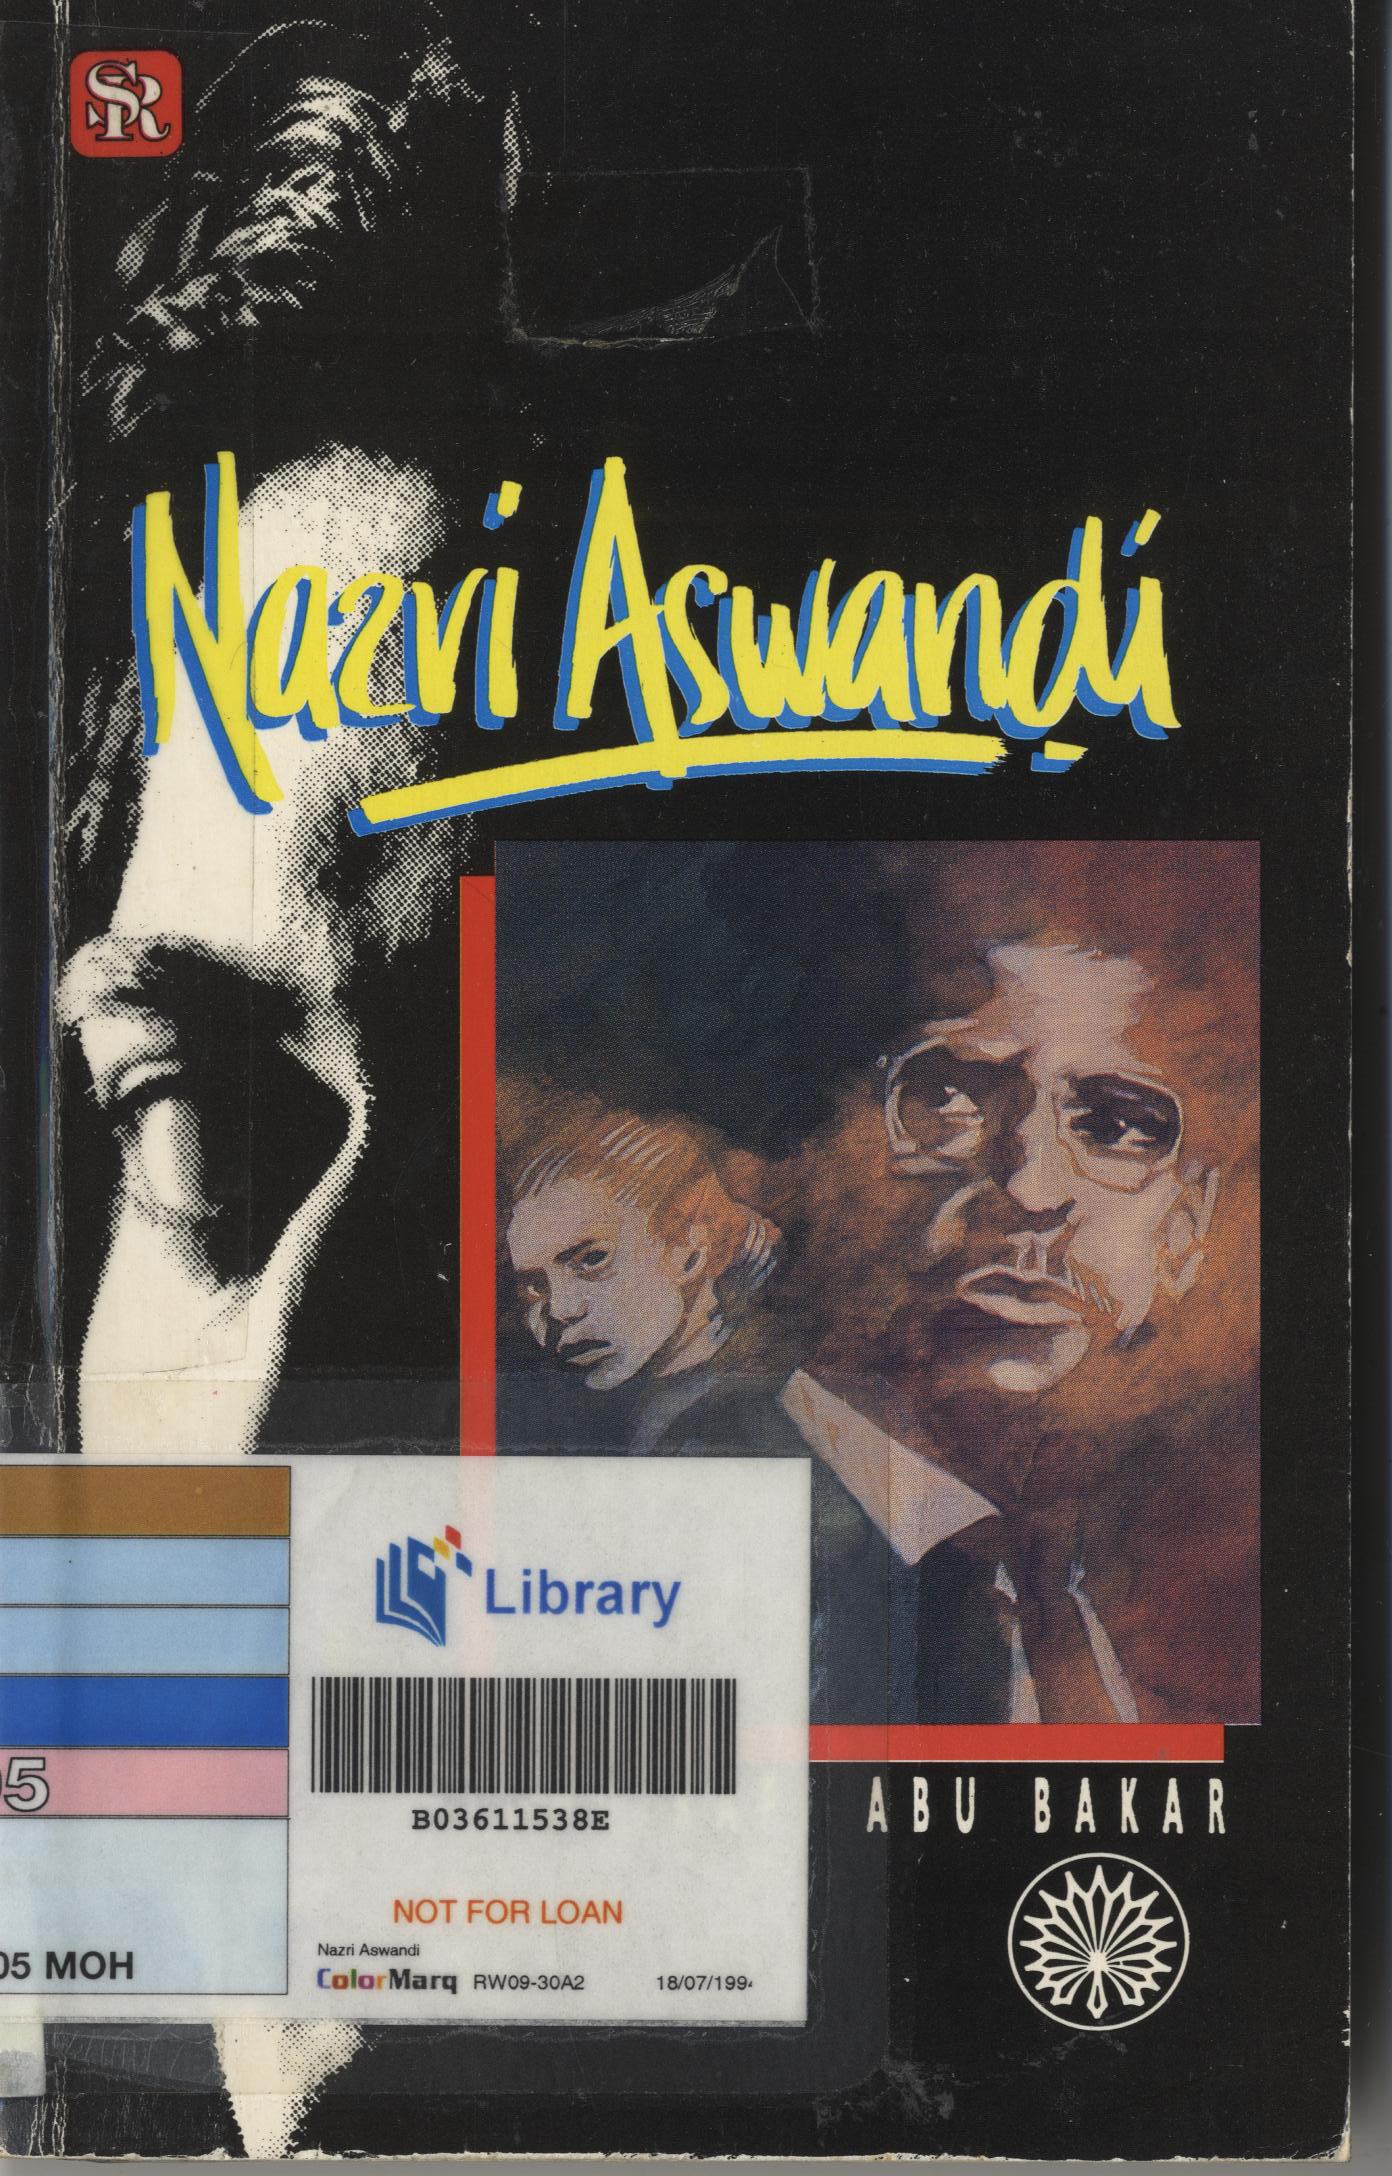 SR
Nazri Aswandi
Library
B03611538E
ABU BAKAR
NOT FOR LOAN
Nazri Aswandi
ColorMarq RW09-30A2 18/07/199
5
05 MOH